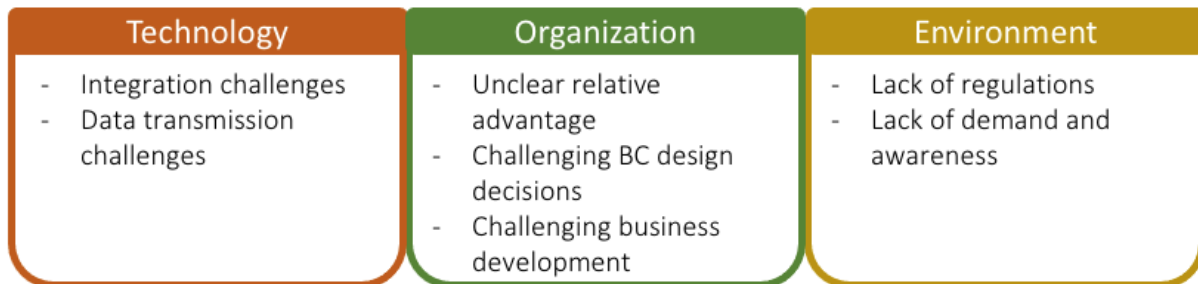 Technology
- Integration challenges
- Data transmission
challenges
Organization
- Unclear relative
advantage
- Challenging BC design
decisions
- Challenging business
development
Environment
- Lack of regulations
- Lack of demand and
awareness